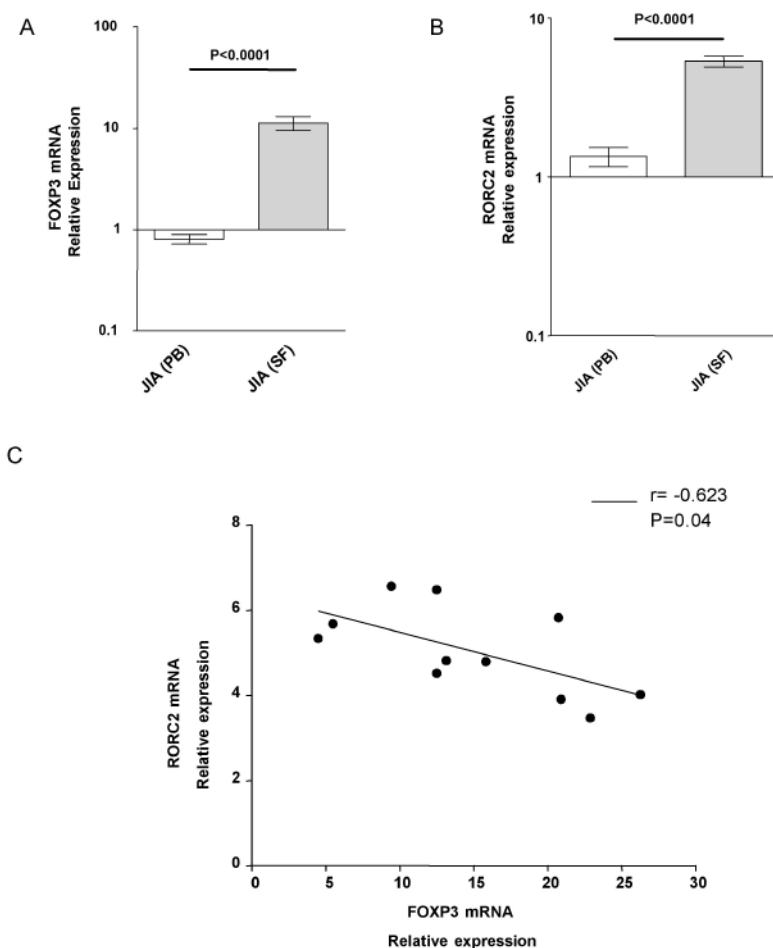 A
FOXP3 mRNA
Relative Expression
100
10
1
0.1
P<0.0001
JIA (PB)
JIA (SF)
B
RORC2 mRNA
Relative expression
10
1
0.1
P<0.0001
JIA (PB)
JIA (SF)
C
r= -0.623
P=0.04
RORC2 mRNA
Relative expression
8
6
4
2
0
0 5 10 15 20 25 30
FOXP3 mRNA
Relative expression